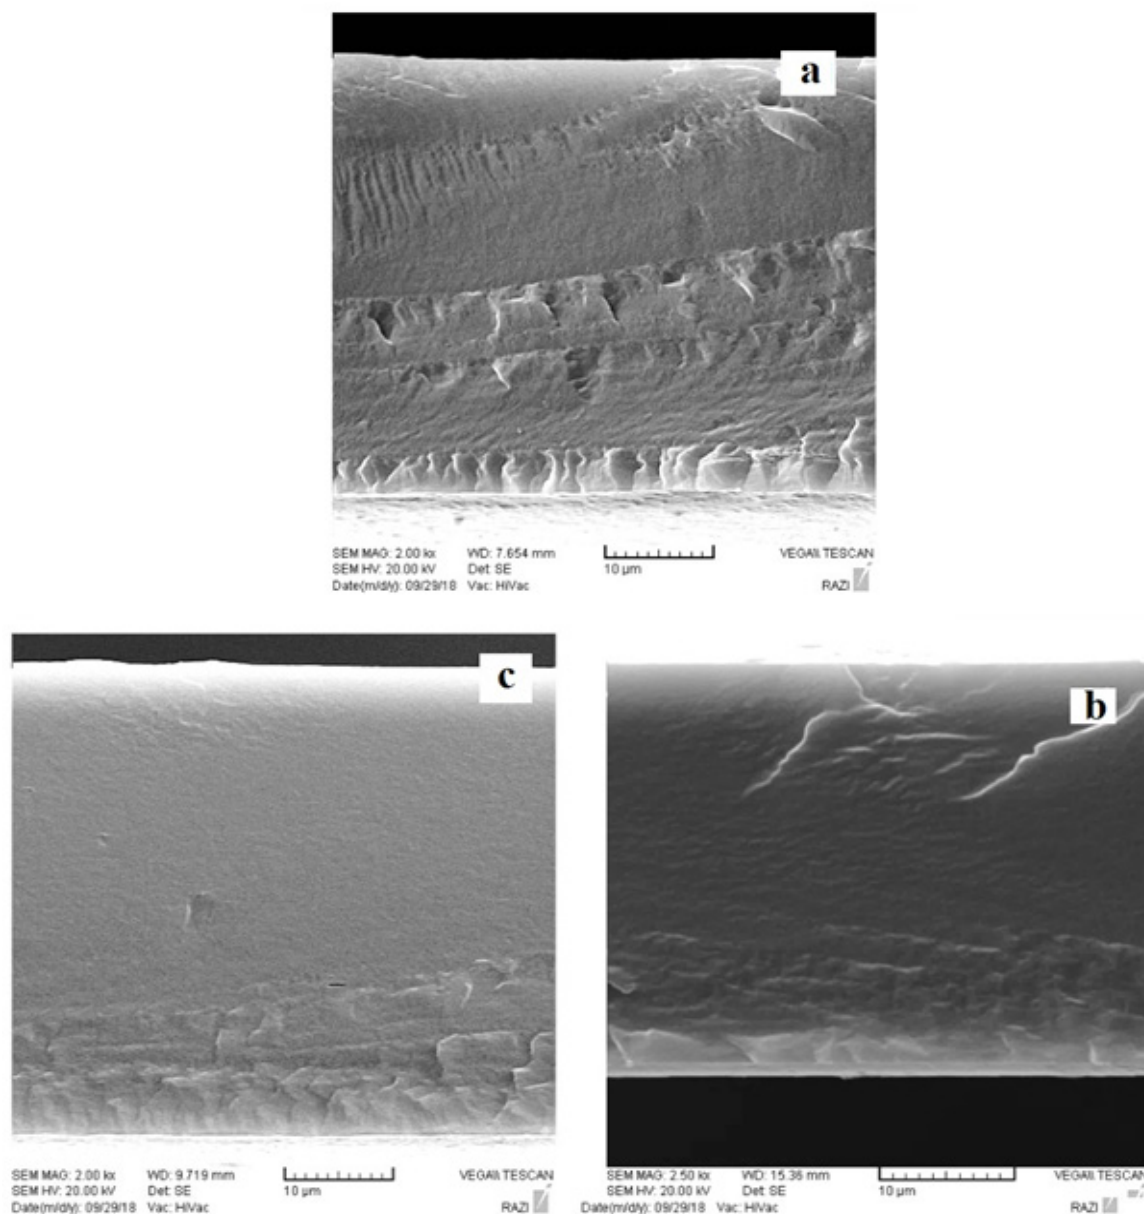 a
SEM MAG: 2.00 kx WD: 7.654 mm VEGA\\ TESCAN
SEM HV: 20.00 kV Det: SE 10 µm
Date(m/d/y): 09/29/18 Vac: HiVac RAZI
c
SEM MAG: 2.00 kx WD: 9.719 mm VEGA\\ TESCAN
SEM HV: 20.00 kV Det: SE 10 µm
Date(m/d/y): 09/29/18 Vac: HiVac RAZI
b
SEM MAG: 2.50 kx WD: 15.36 mm VEGA\\ TESCAN
SEM HV: 20.00 kV Det: SE 10 µm
Date(m/d/y): 09/29/18 Vac: HiVac RAZI